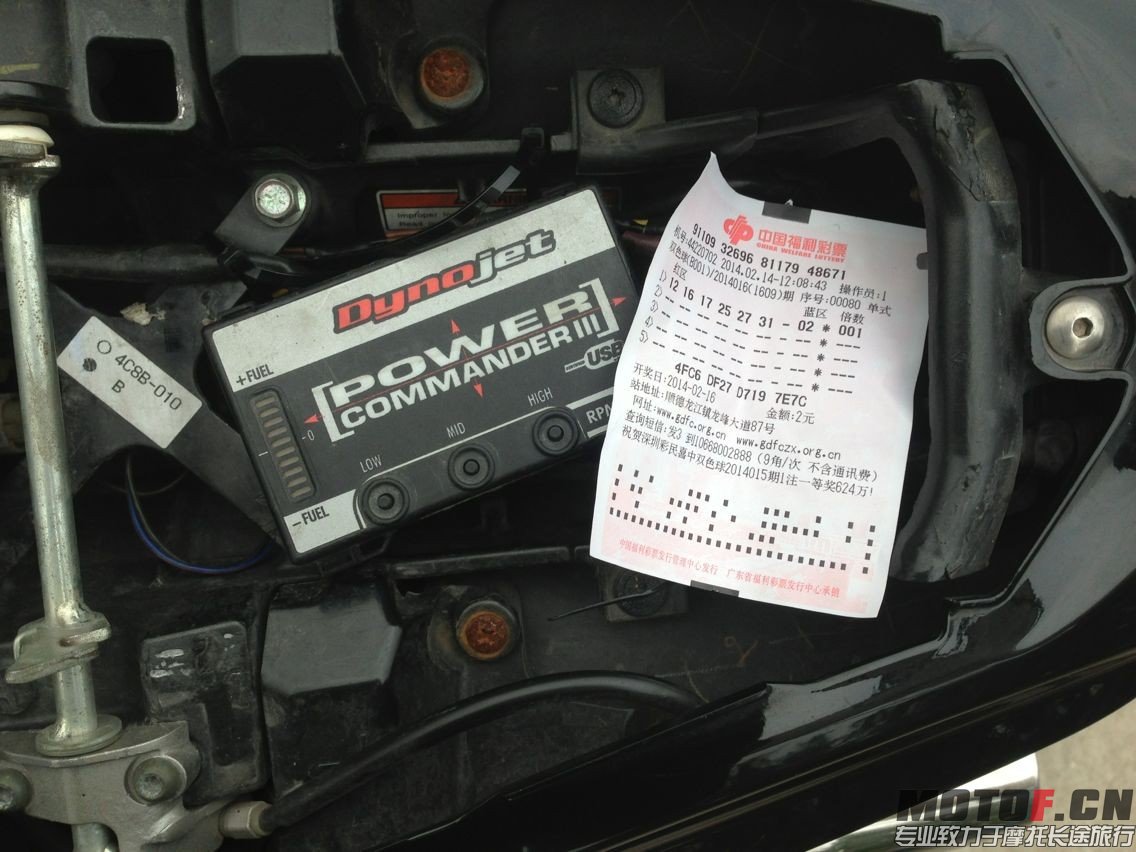 Improper
Read
4C8B-010
B
Dynojet
POWER
COMMANDER III
USB
+FUEL
-0
-FUEL
LOW
MID
HIGH
RPM
中国福利彩票
CHINA WELFARE LOTTERY
91109 32696 81179 48671
机号:44220702 2014.02.14-12:08:43 操作员:1
双色球(B001)/2014016(1609)期 序号:00080 单式
红区 蓝区 倍数
1) 12 16 17 25 27 31 - 02 * 001
2) -- -- -- -- -- -- - -- * ---
3) -- -- -- -- -- -- - -- * ---
4) -- -- -- -- -- -- - -- * ---
5) -- -- -- -- -- -- - -- * ---
4FC6 DF27 D719 7E7C
开奖日:2014-02-16 金额:2元
站地址:顺德龙江镇龙峰大道87号
网址:www.gdfc.org.cn www.gdfczx.org.cn
查询短信:发3 到10668002888(9角/次 不含通讯费)
祝贺深圳彩民喜中双色球2014015期1注一等奖624万!
中国福利彩票发行管理中心发行 广东省福利彩票发行中心承销
MOTOF.CN
专业致力于摩托长途旅行